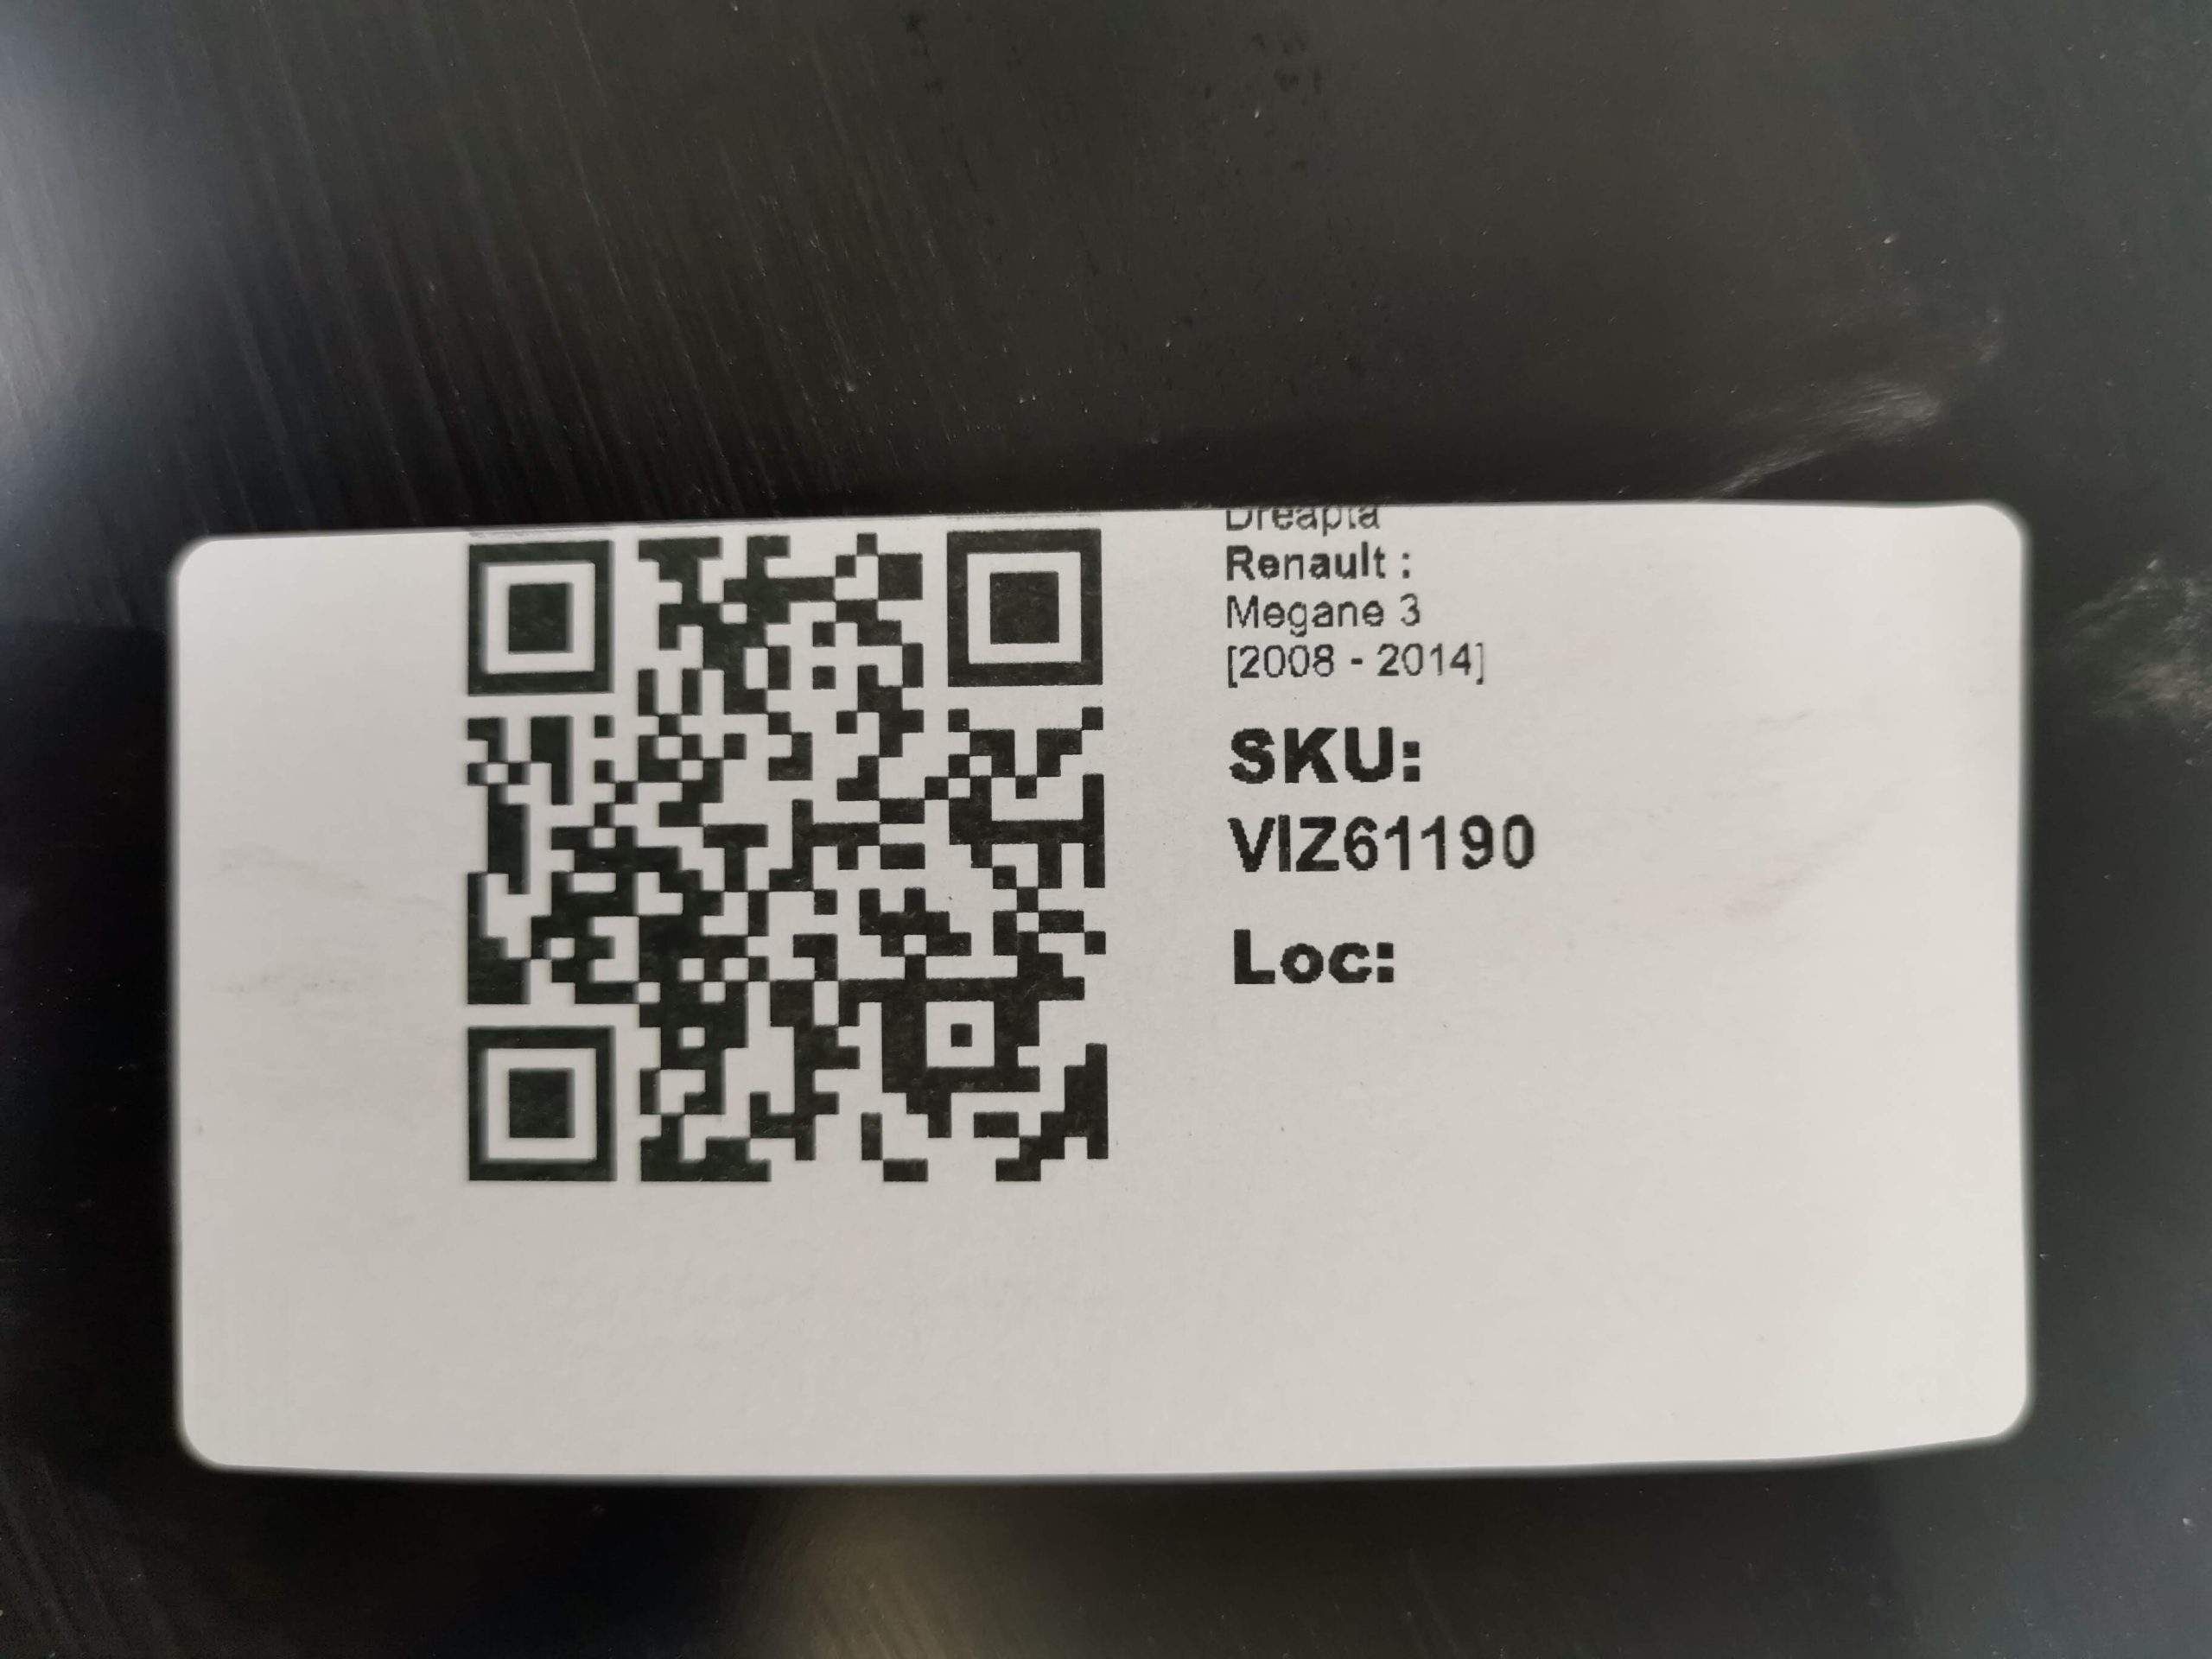 Dreapta
Renault :
Megane 3
[2008 - 2014]
SKU:
VIZ61190
Loc: